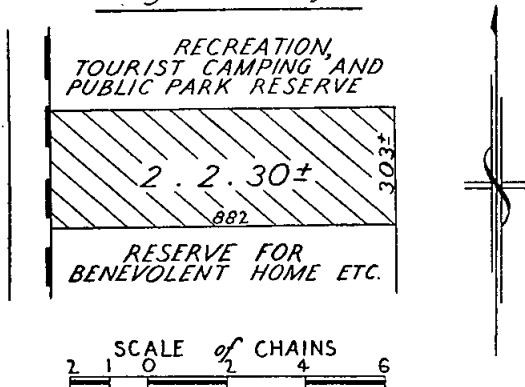 RECREATION,
TOURIST CAMPING AND
PUBLIC PARK RESERVE
2 . 2 . 30±
303±
882
RESERVE FOR
BENEVOLENT HOME ETC.
SCALE of CHAINS
2 1 0 2 4 6